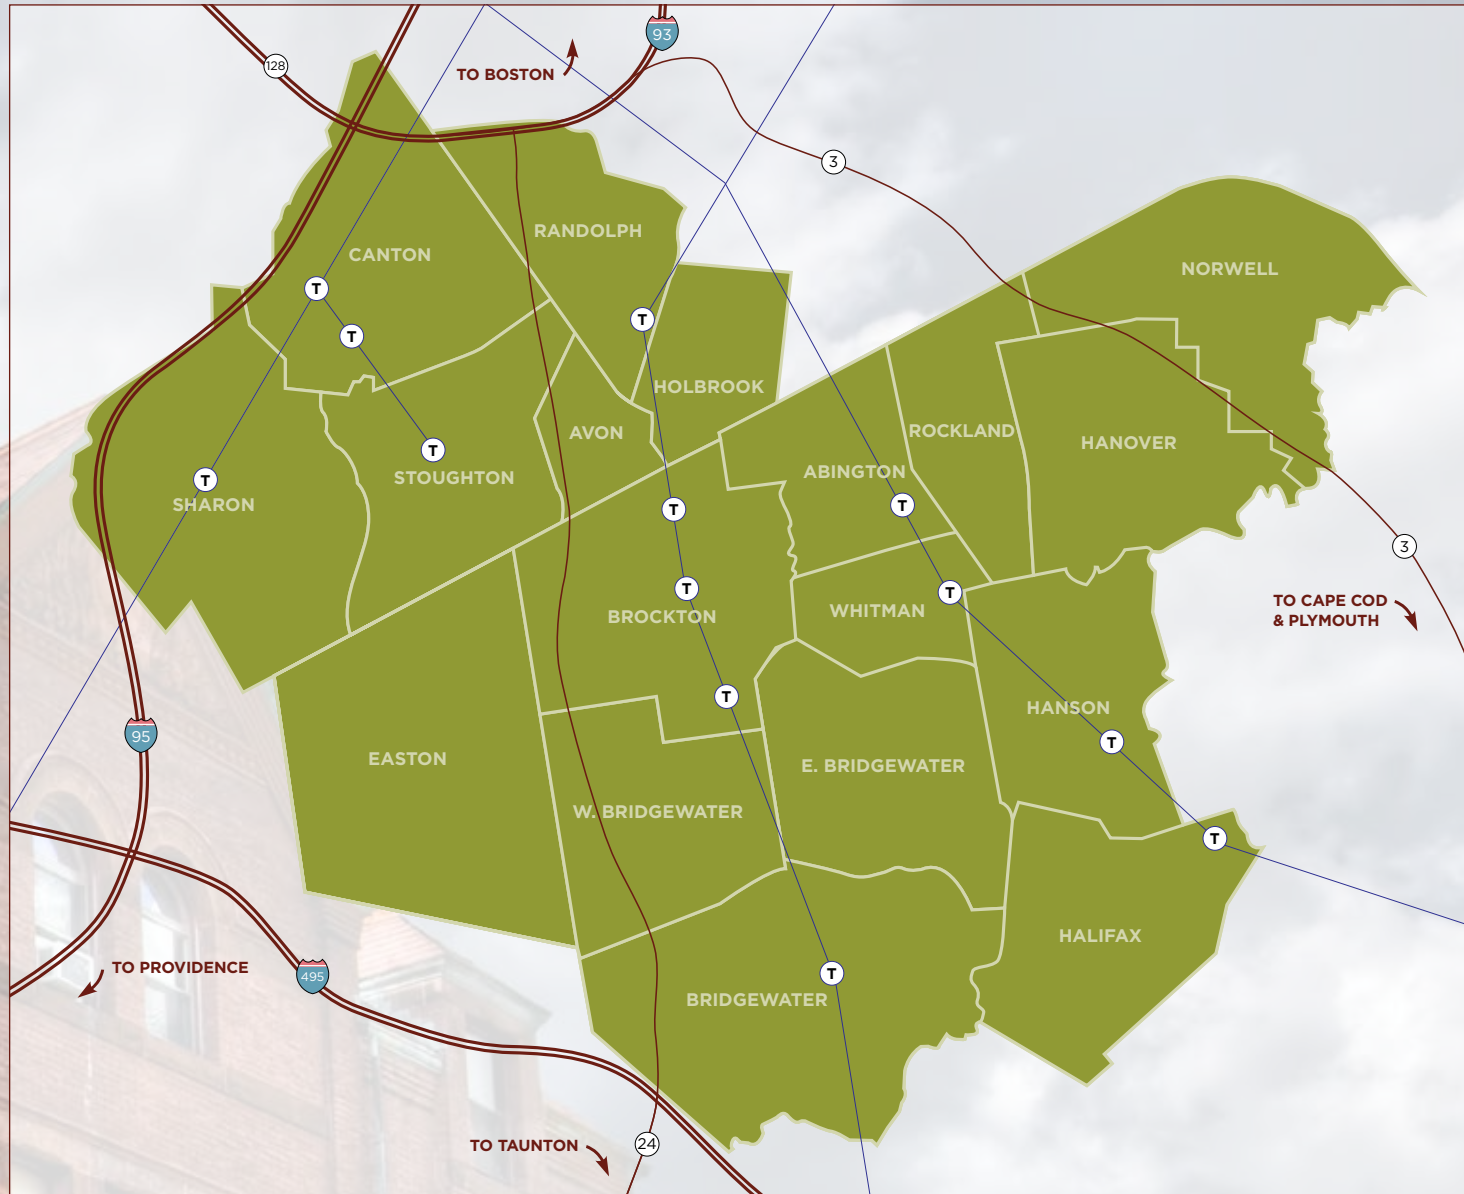 93
128
TO BOSTON
3
RANDOLPH
CANTON
NORWELL
T
T
T
HOLBROOK
AVON
ROCKLAND
HANOVER
T
STOUGHTON
ABINGTON
T
SHARON
T
T
3
T
BROCKTON
WHITMAN
T
TO CAPE COD
& PLYMOUTH
T
HANSON
95
T
EASTON
E. BRIDGEWATER
W. BRIDGEWATER
T
HALIFAX
TO PROVIDENCE
495
T
BRIDGEWATER
TO TAUNTON
24